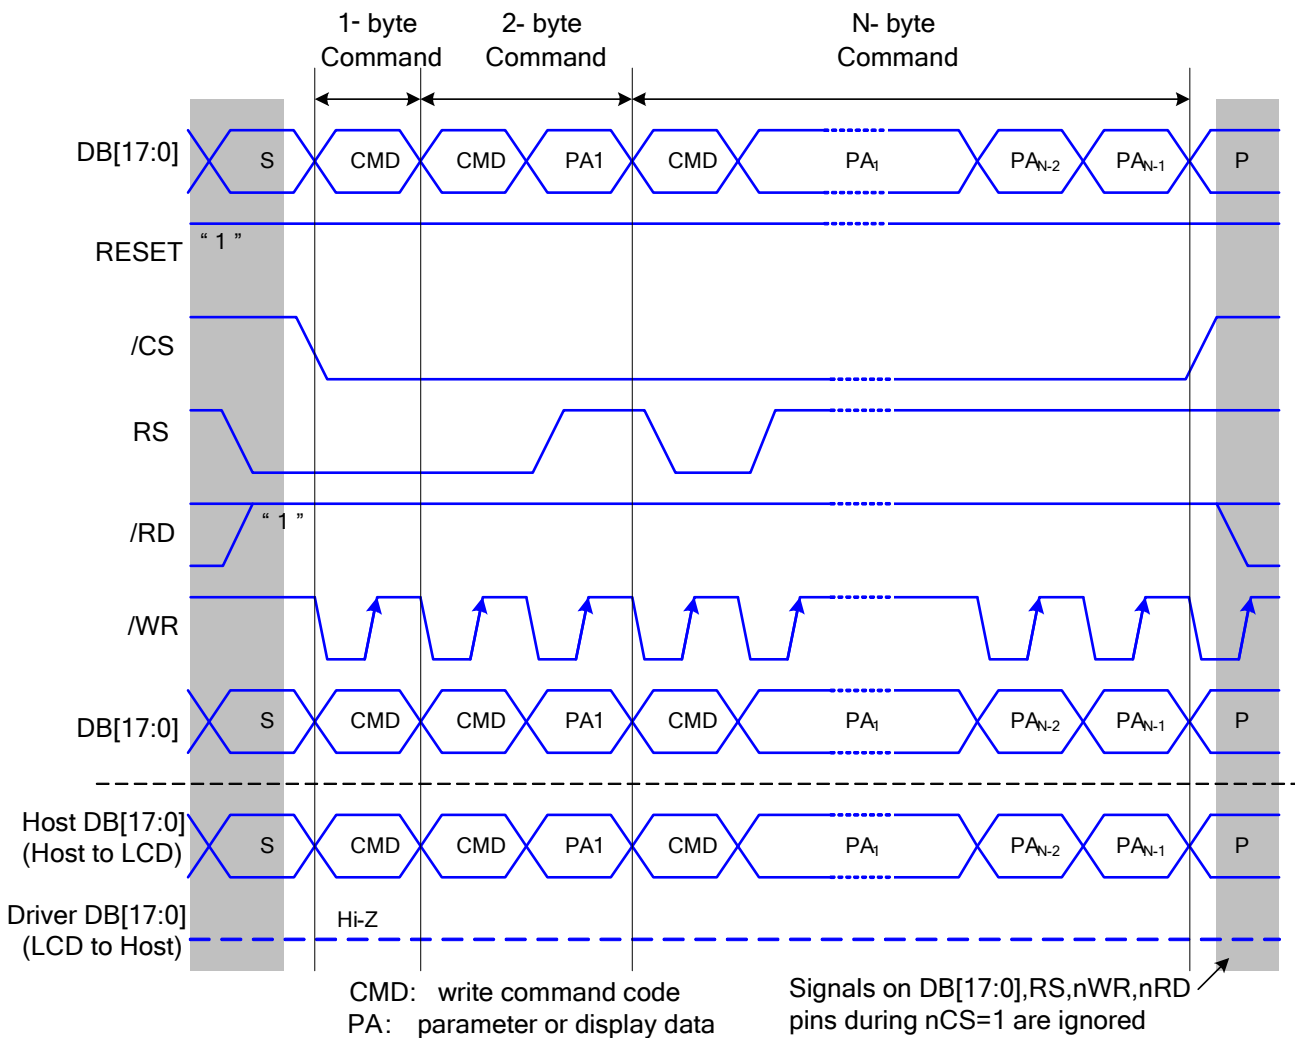 1- byte Command
2- byte Command
N- byte Command
DB[17:0] S CMD CMD PA1 CMD PA1 PAN-2 PAN-1 P
RESET “ 1 ”
/CS
RS
/RD “ 1 ”
/WR
DB[17:0] S CMD CMD PA1 CMD PA1 PAN-2 PAN-1 P
Host DB[17:0] (Host to LCD) S CMD CMD PA1 CMD PA1 PAN-2 PAN-1 P
Driver DB[17:0] (LCD to Host) Hi-Z
CMD: write command code
PA: parameter or display data
Signals on DB[17:0],RS,nWR,nRD
pins during nCS=1 are ignored